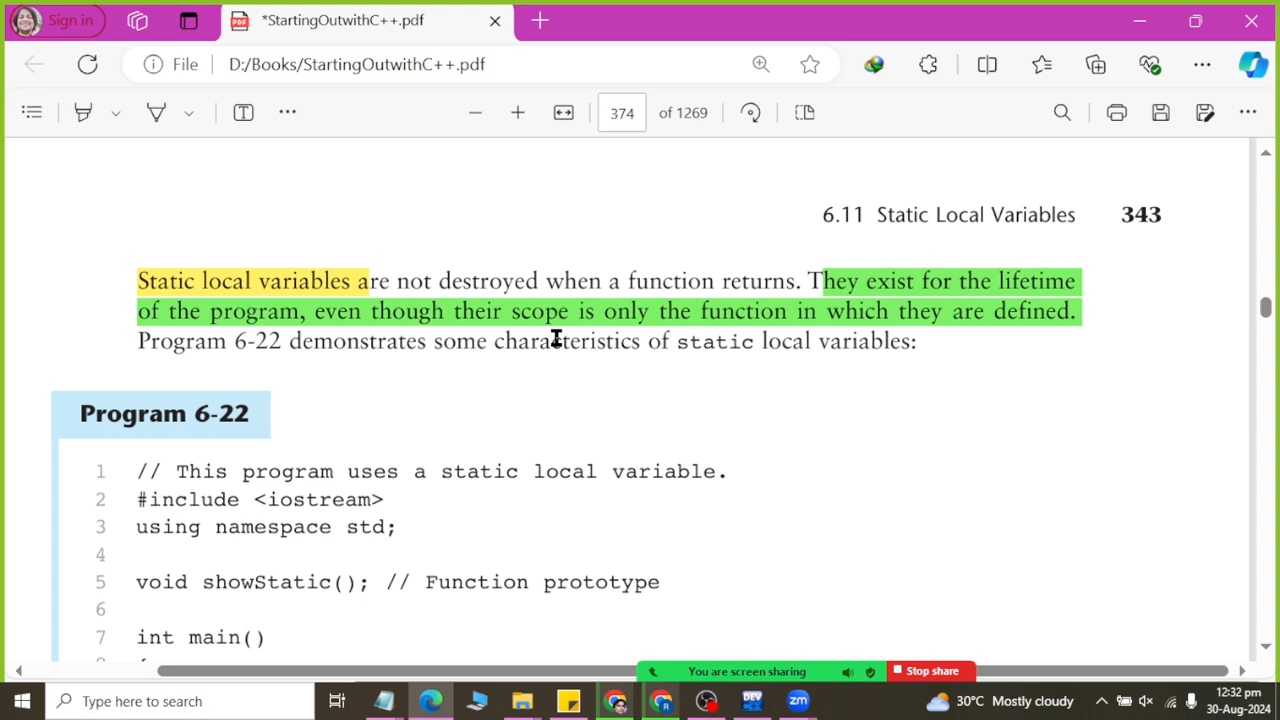 Sign in
*StartingOutwithC++.pdf
File
D:/Books/StartingOutwithC++.pdf
374 of 1269
6.11 Static Local Variables 343
Static local variables are not destroyed when a function returns. They exist for the lifetime
of the program, even though their scope is only the function in which they are defined.
Program 6-22 demonstrates some characteristics of static local variables:
Program 6-22
1 // This program uses a static local variable.
2 #include <iostream>
3 using namespace std;
4
5 void showStatic(); // Function prototype
6
7 int main()
You are screen sharing
Stop share
Type here to search
DEV
zm
30°C Mostly cloudy
12:32 pm
30-Aug-2024